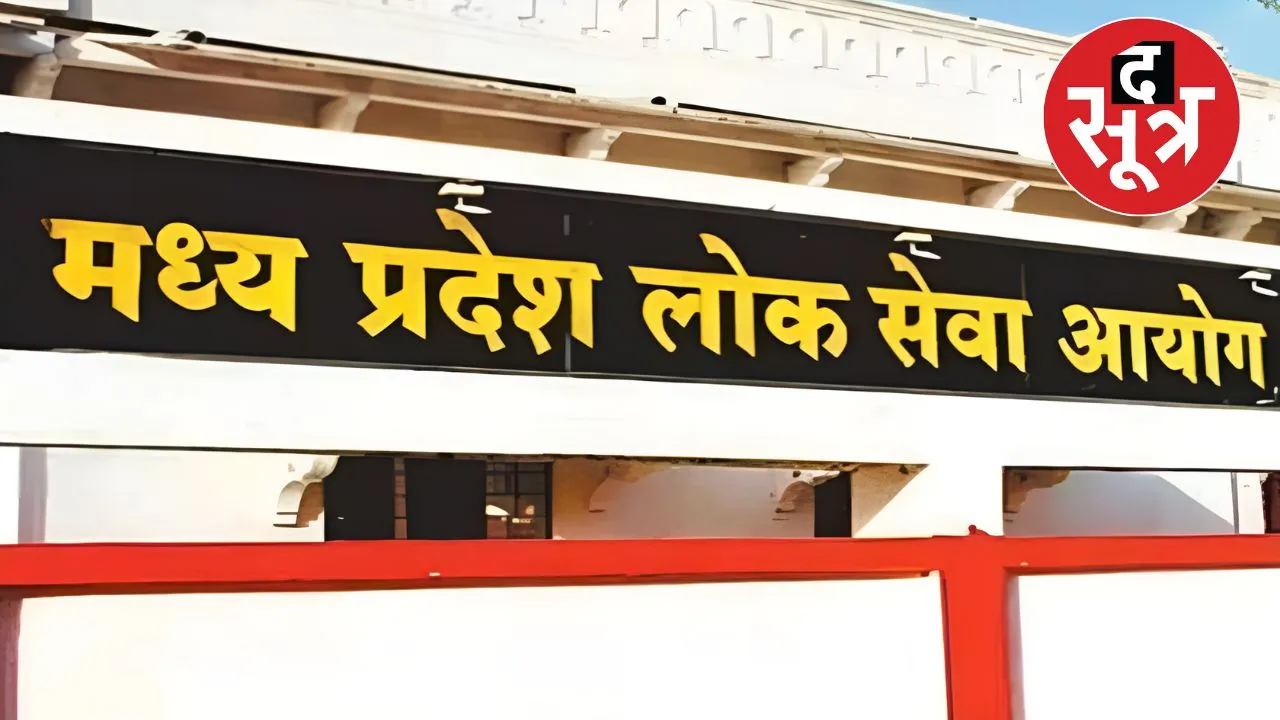 द
सूत्र
मध्य प्रदेश लोक सेवा आयोग